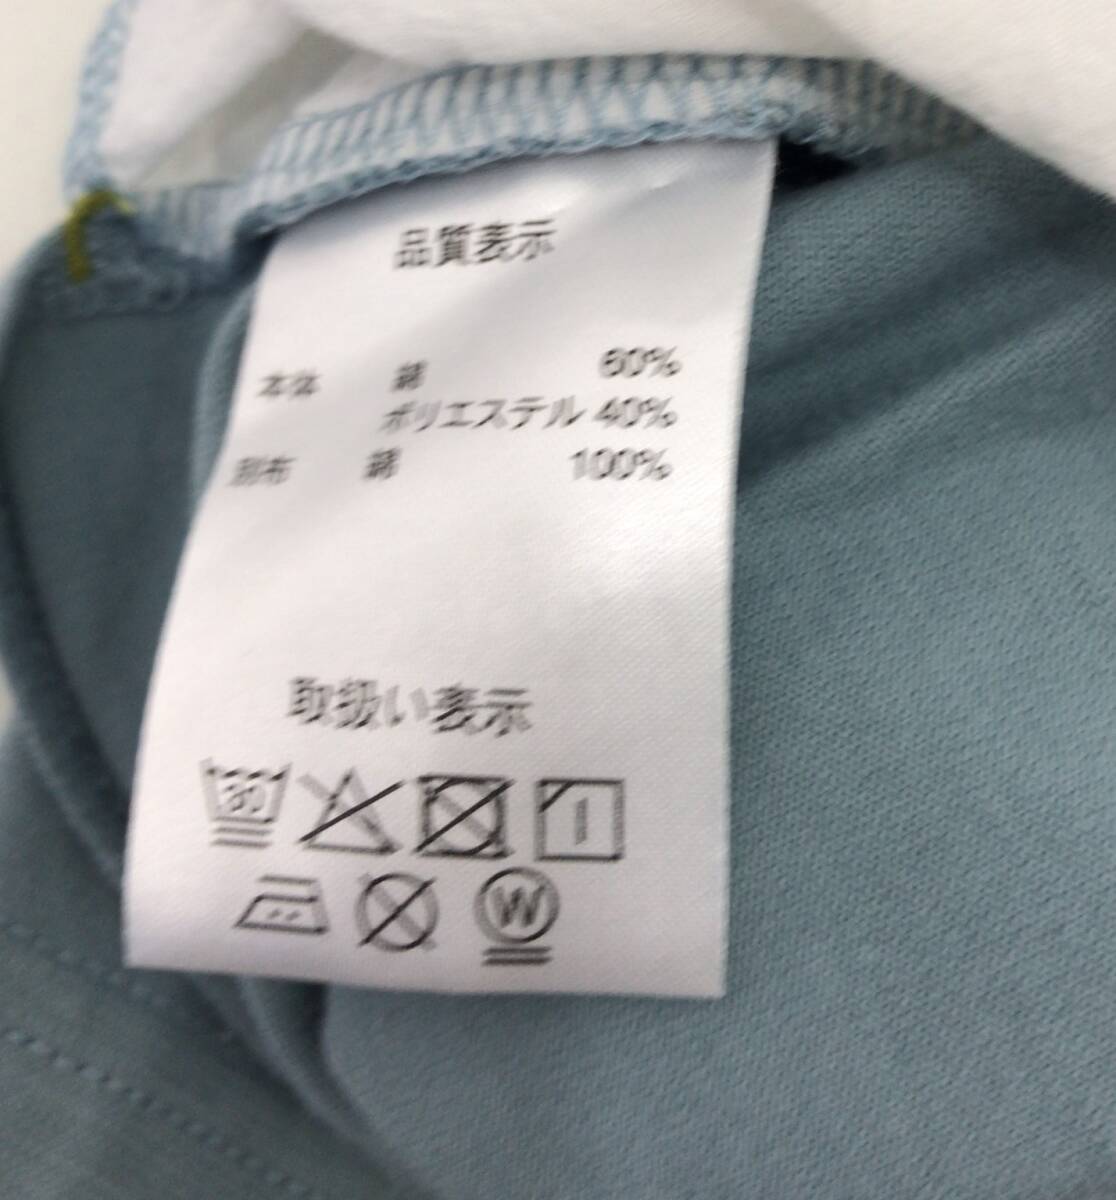 品質表示
本体 綿 60%
ポリエステル 40%
別布 綿 100%
取扱い表示
30
W